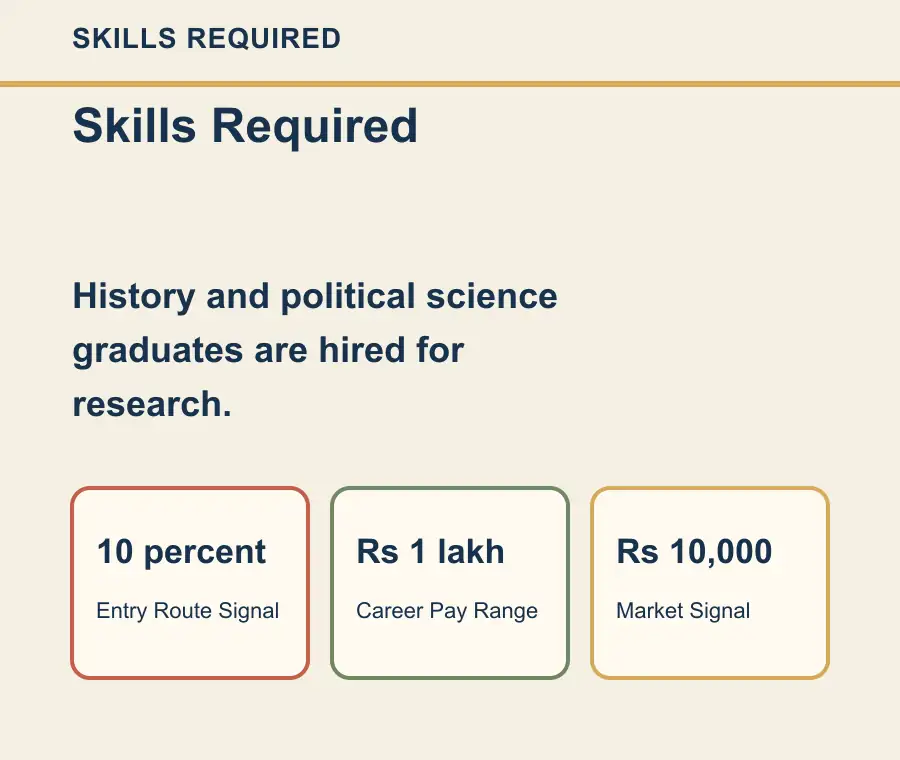 SKILLS REQUIRED
Skills Required
History and political science
graduates are hired for
research.
10 percent
Entry Route Signal
Rs 1 lakh
Career Pay Range
Rs 10,000
Market Signal